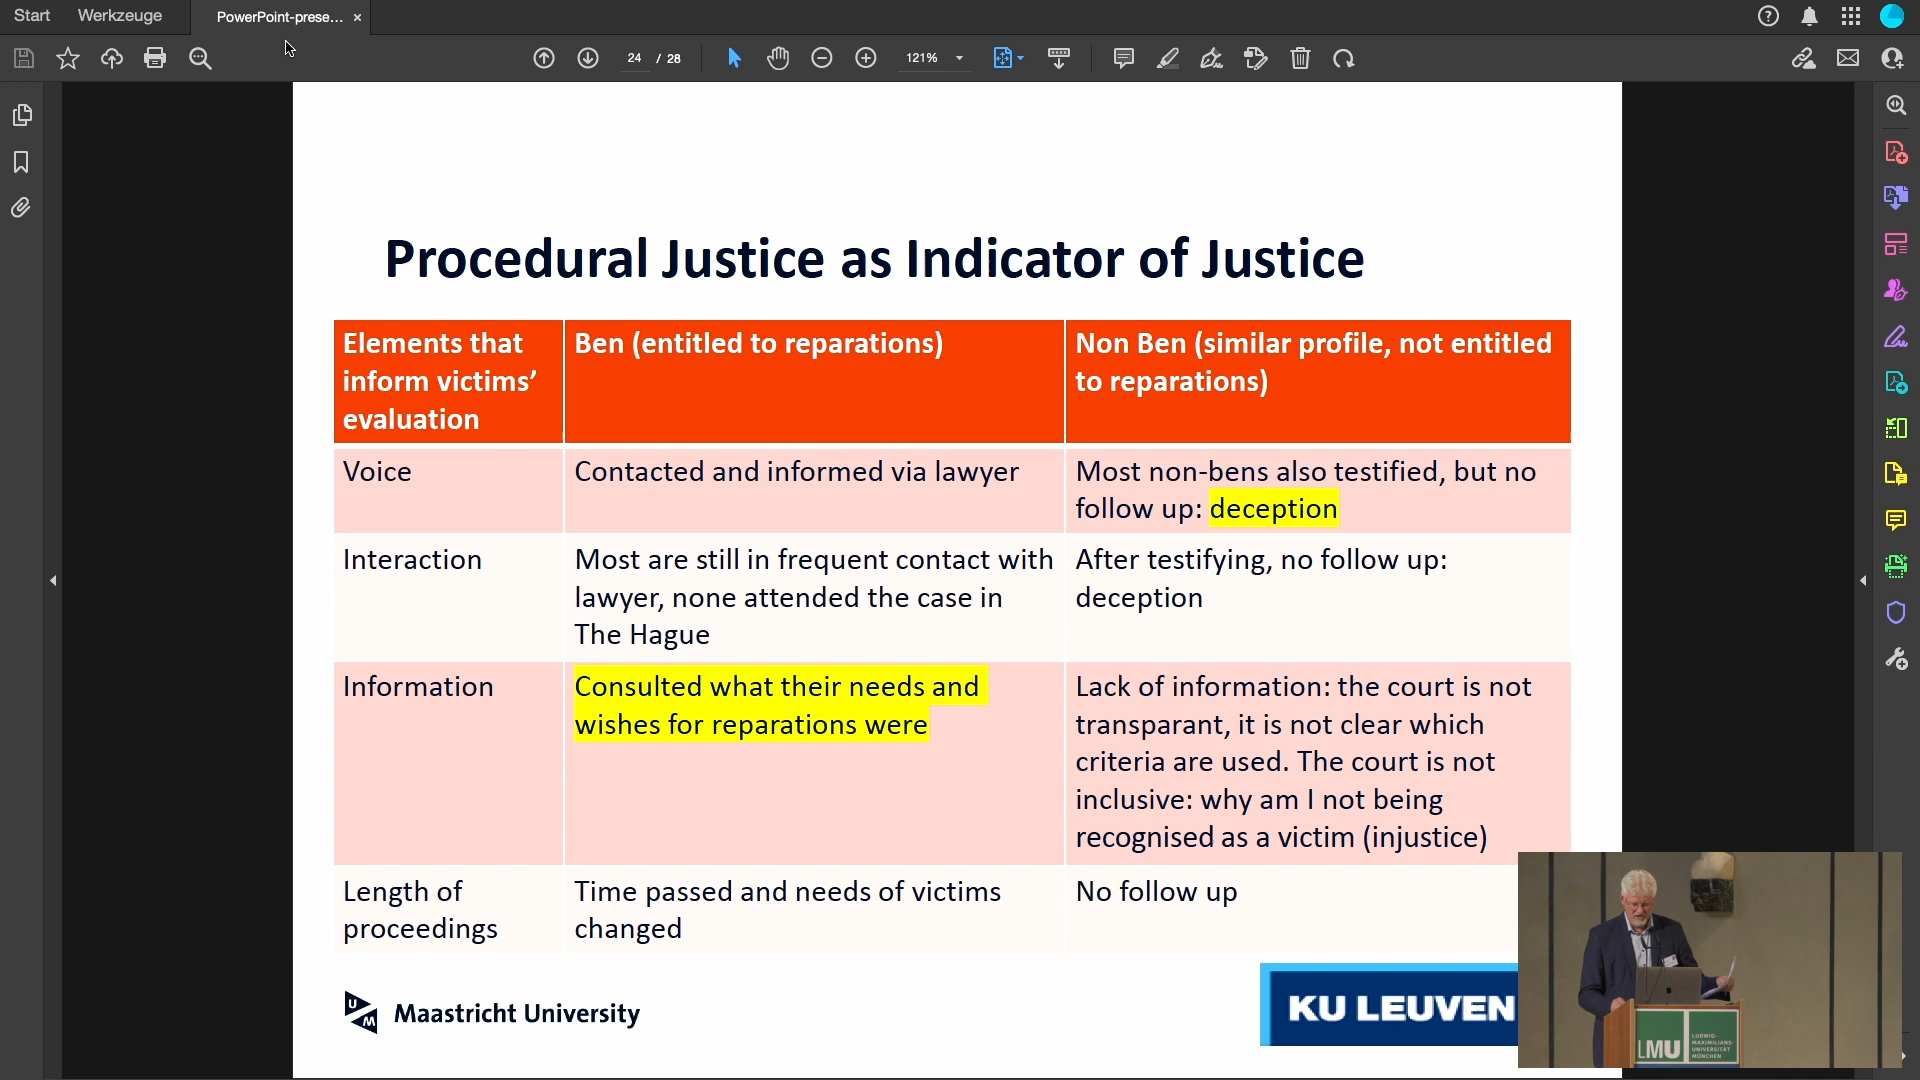 Start Werkzeuge PowerPoint-prese...
24 / 28 121%
Procedural Justice as Indicator of Justice
Elements that
inform victims'
evaluation
Ben (entitled to reparations)
Non Ben (similar profile, not entitled
to reparations)
Voice
Contacted and informed via lawyer
Most non-bens also testified, but no
follow up: deception
Interaction
Most are still in frequent contact with
lawyer, none attended the case in
The Hague
After testifying, no follow up:
deception
Information
Consulted what their needs and
wishes for reparations were
Lack of information: the court is not
transparant, it is not clear which
criteria are used. The court is not
inclusive: why am I not being
recognised as a victim (injustice)
Length of
proceedings
Time passed and needs of victims
changed
No follow up
UM Maastricht University
KU LEUVEN
LMU
LUDWIG-
MAXIMILIANS-
UNIVERSITÄT
MÜNCHEN